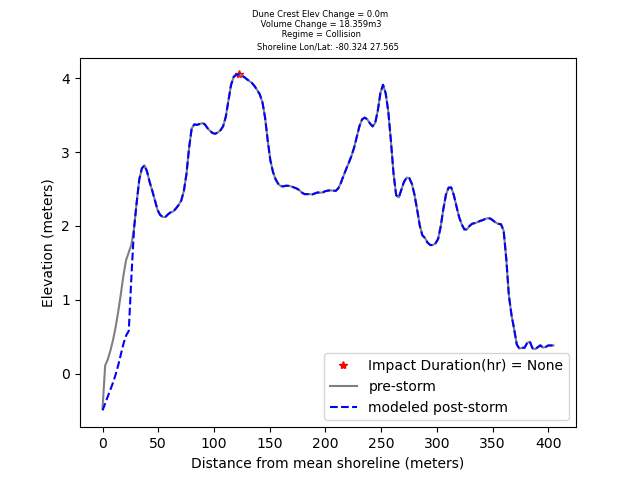 Dune Crest Elev Change = 0.0m
Volume Change = 18.359m3
Regime = Collision
Shoreline Lon/Lat: -80.324 27.565
4
3
2
1
0
Elevation (meters)
Impact Duration(hr) = None
pre-storm
modeled post-storm
0 50 100 150 200 250 300 350 400
Distance from mean shoreline (meters)